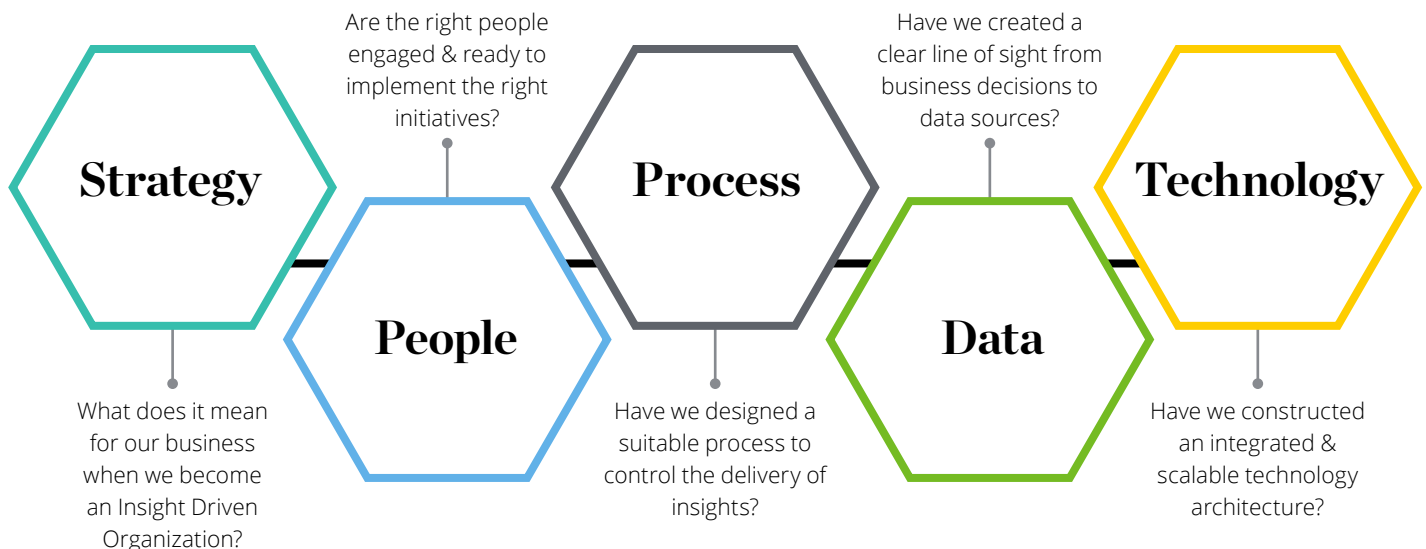 Strategy
What does it mean
for our business
when we become
an Insight Driven
Organization?
Are the right people
engaged & ready to
implement the right
initiatives?
People
Process
Have we designed a
suitable process to
control the delivery of
insights?
Have we created a
clear line of sight from
business decisions to
data sources?
Data
Technology
Have we constructed
an integrated &
scalable technology
architecture?